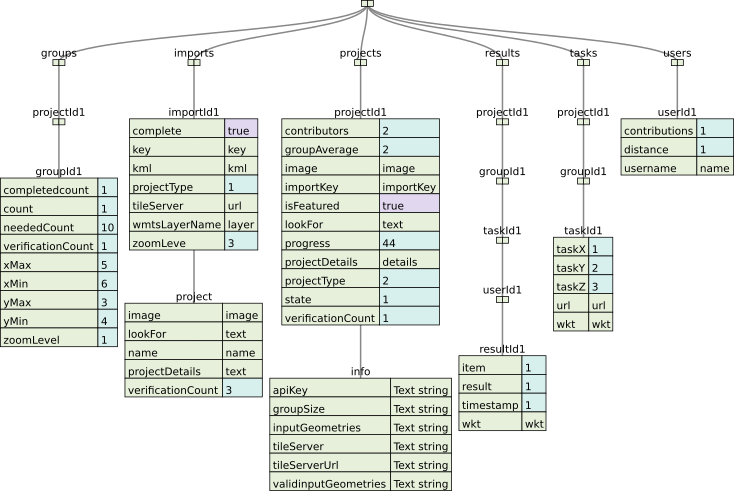 groups
imports
projects
results
tasks
users
projectId1
groupId1
completedcount 1
count 1
neededCount 10
verificationCount 1
xMax 5
xMin 6
yMax 3
yMin 4
zoomLevel 1
importId1
complete true
key key
kml kml
projectType 1
tileServer url
wmtsLayerName layer
zoomLeve 3
project
image image
lookFor text
name name
projectDetails text
verificationCount 3
projectId1
contributors 2
groupAverage 2
image image
importKey importKey
isFeatured true
lookFor text
progress 44
projectDetails details
projectType 2
state 1
verificationCount 1
info
apiKey Text string
groupSize Text string
inputGeometries Text string
tileServer Text string
tileServerUrl Text string
validinputGeometries Text string
projectId1
groupId1
taskId1
userId1
resultId1
item 1
result 1
timestamp 1
wkt wkt
projectId1
groupId1
taskId1
taskX 1
taskY 2
taskZ 3
url url
wkt wkt
userId1
contributions 1
distance 1
username name